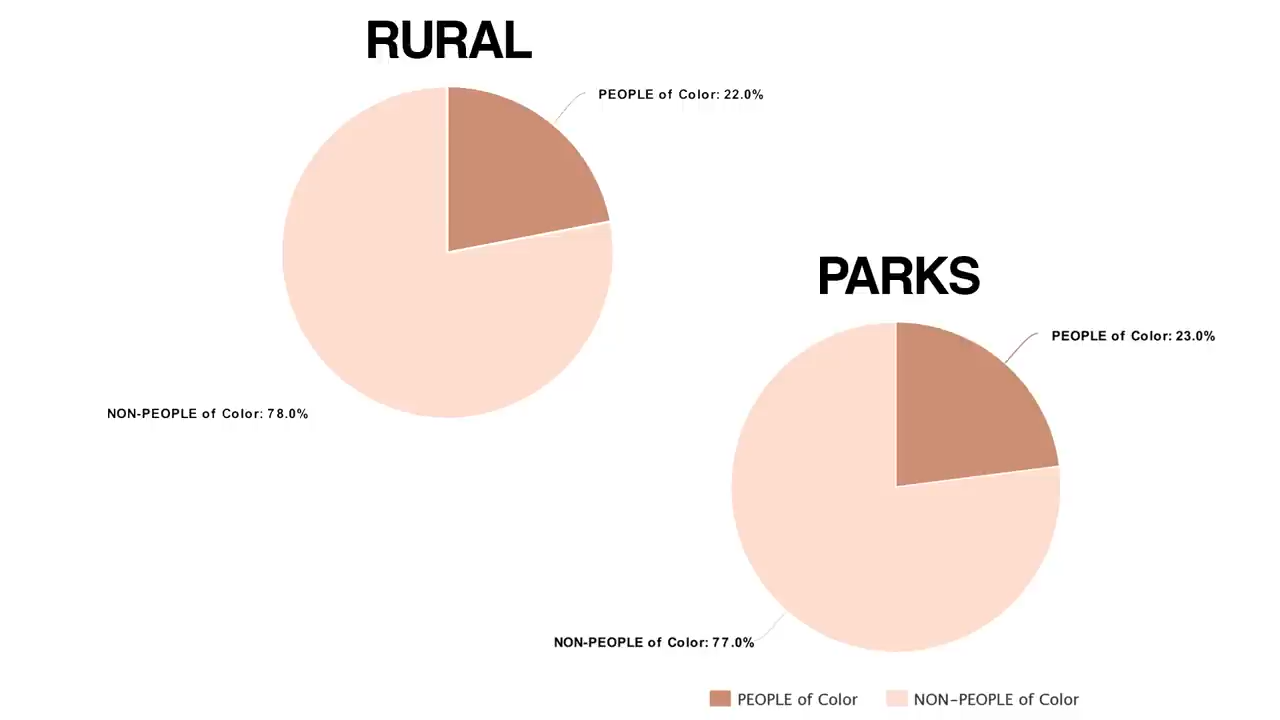 RURAL
PEOPLE of Color: 22.0%
NON-PEOPLE of Color: 78.0%
PARKS
PEOPLE of Color: 23.0%
NON-PEOPLE of Color: 77.0%
PEOPLE of Color
NON-PEOPLE of Color